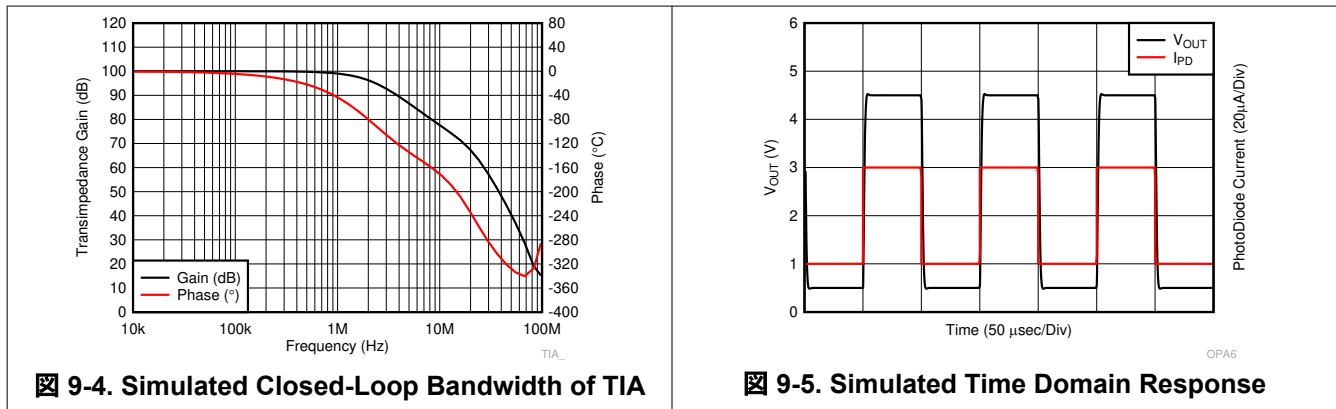 120
110
100
90
80
70
60
50
40
30
20
10
0
Transimpedance Gain (dB)
80
40
0
-40
-80
-120
-160
-200
-240
-280
-320
-360
-400
Phase (°C)
Gain (dB)
Phase (°)
10k 100k 1M 10M 100M
Frequency (Hz)
TIA_
図 9-4. Simulated Closed-Loop Bandwidth of TIA
6
5
4
3
2
1
0
VOUT (V)
VOUT
IPD
PhotoDiode Current (20μA/Div)
Time (50 μsec/Div)
OPA6
図 9-5. Simulated Time Domain Response